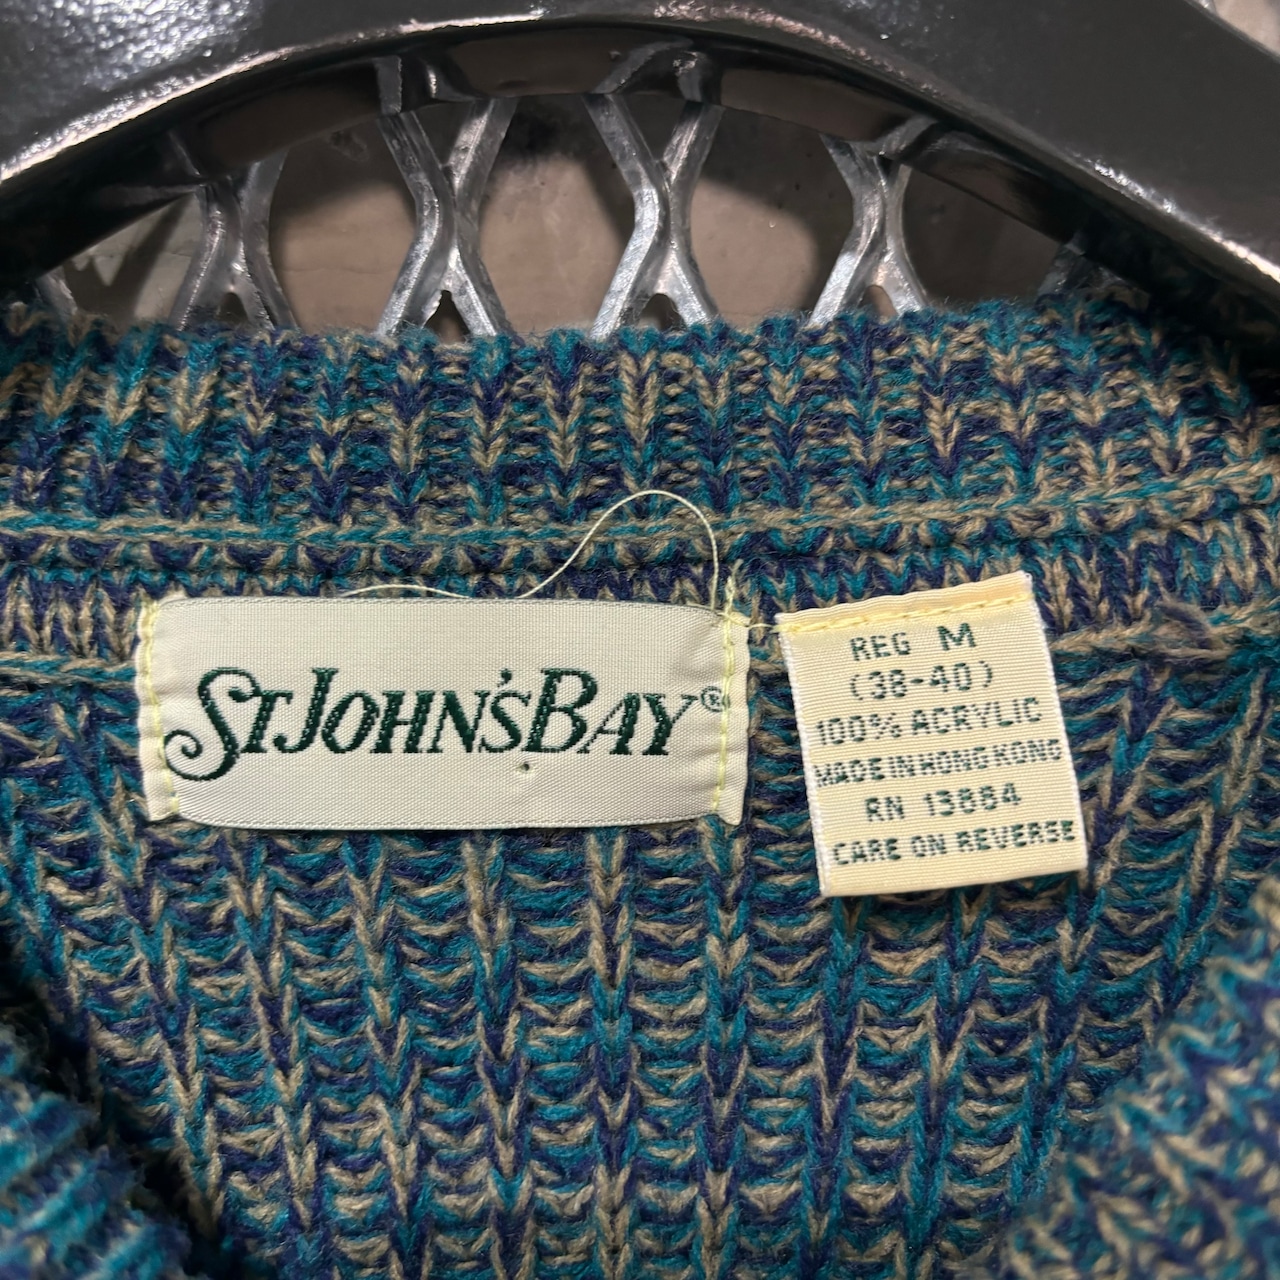 ST JOHN'S BAY®
REG M
(38-40)
100% ACRYLIC
MADE IN HONG KONG
RN 13884
CARE ON REVERSE